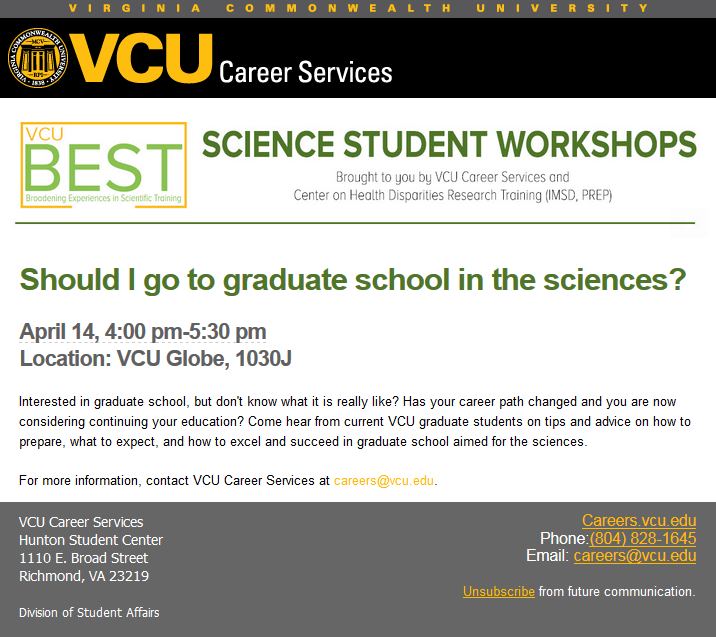 VIRGINIA COMMONWEALTH UNIVERSITY
VCU Career Services
VCU
BEST
Broadening Experiences in Scientific Training
SCIENCE STUDENT WORKSHOPS
Brought to you by VCU Career Services and
Center on Health Disparities Research Training (IMSD, PREP)
Should I go to graduate school in the sciences?
April 14, 4:00 pm-5:30 pm
Location: VCU Globe, 1030J
Interested in graduate school, but don't know what it is really like? Has your career path changed and you are now
considering continuing your education? Come hear from current VCU graduate students on tips and advice on how to
prepare, what to expect, and how to excel and succeed in graduate school aimed for the sciences.
For more information, contact VCU Career Services at careers@vcu.edu.
VCU Career Services
Hunton Student Center
1110 E. Broad Street
Richmond, VA 23219
Division of Student Affairs
Careers.vcu.edu
Phone:(804) 828-1645
Email: careers@vcu.edu
Unsubscribe from future communication.